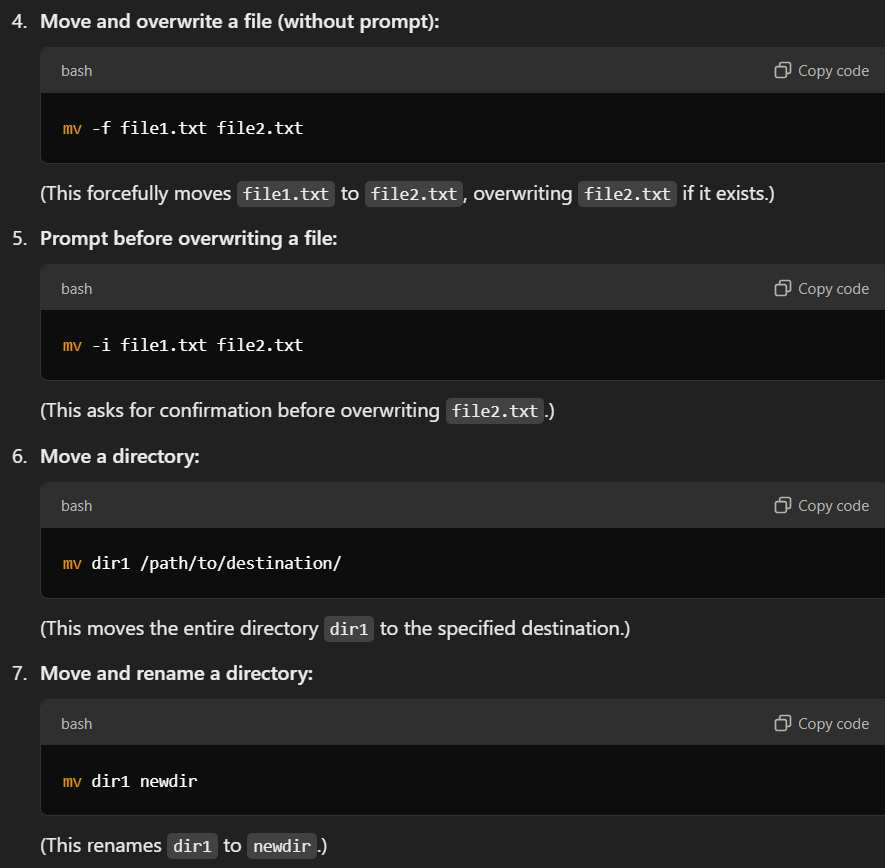 4. Move and overwrite a file (without prompt):
bash Copy code
mv -f file1.txt file2.txt
(This forcefully moves file1.txt to file2.txt, overwriting file2.txt if it exists.)
5. Prompt before overwriting a file:
bash Copy code
mv -i file1.txt file2.txt
(This asks for confirmation before overwriting file2.txt.)
6. Move a directory:
bash Copy code
mv dir1 /path/to/destination/
(This moves the entire directory dir1 to the specified destination.)
7. Move and rename a directory:
bash Copy code
mv dir1 newdir
(This renames dir1 to newdir.)